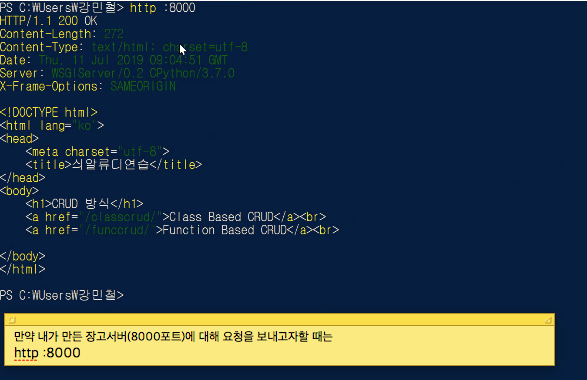 PS C:₩Users₩강민철> http :8000
HTTP/1.1 200 OK
Content-Length: 272
Content-Type: text/html; charset=utf-8
Date: Thu, 11 Jul 2019 09:04:51 GMT
Server: WSGIServer/0.2 CPython/3.7.0
X-Frame-Options: SAMEORIGIN
<!DOCTYPE html>
<html lang="ko">
<head>
<meta charset="utf-8">
<title>싀알류디연습</title>
</head>
<body>
<h1>CRUD 방식</h1>
<a href="/classcrud/">Class Based CRUD</a><br>
<a href="/funccrud/">Function Based CRUD</a><br>
</body>
</html>
PS C:₩Users₩강민철>
만약 내가 만든 장고서버(8000포트)에 대해 요청을 보내고자할 때는
http :8000